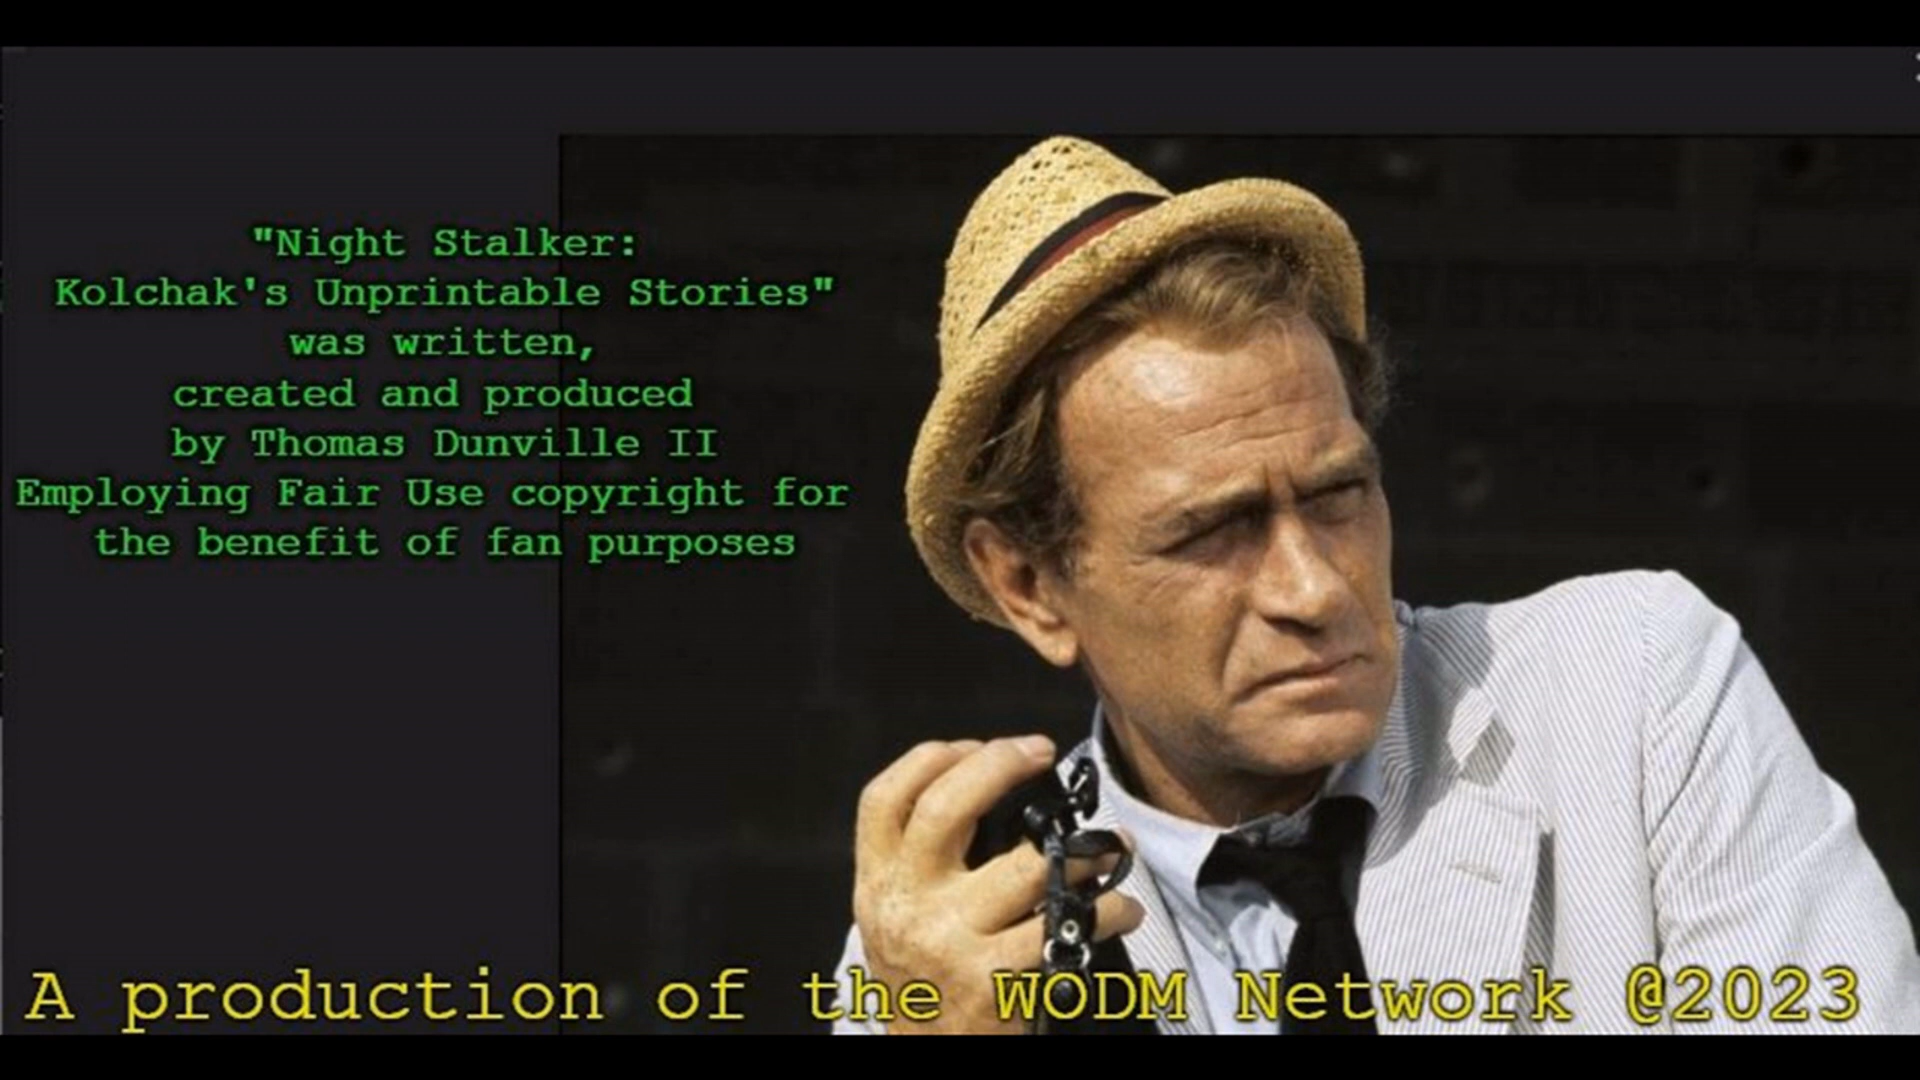 "Night Stalker:
Kolchak's Unprintable Stories"
was written,
created and produced
by Thomas Dunville II
Employing Fair Use copyright for
the benefit of fan purposes
A production of the WODM Network @2023